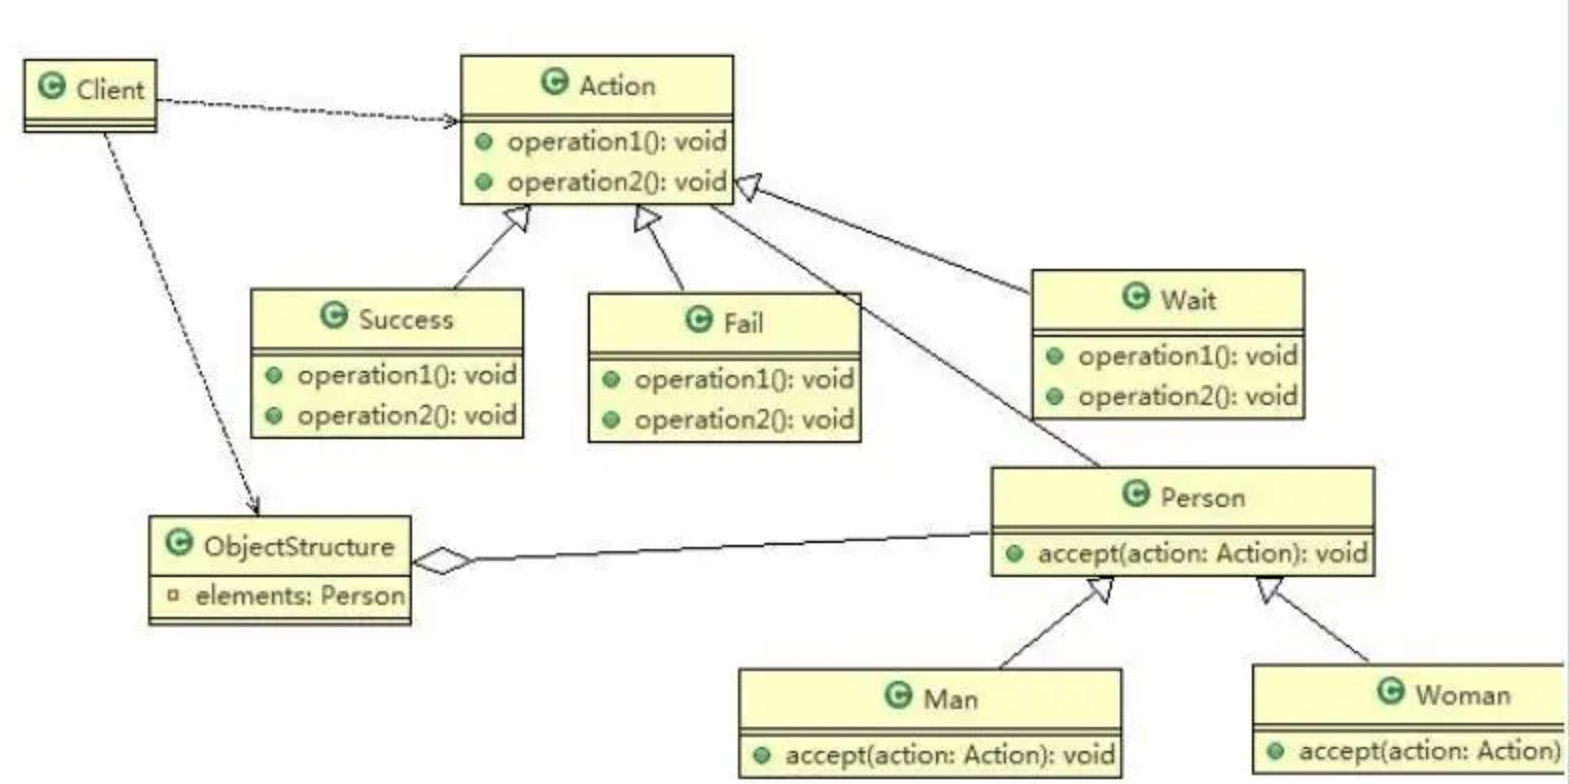 Client
Action
operation1(): void
operation2(): void
Success
operation1(): void
operation2(): void
Fail
operation1(): void
operation2(): void
Wait
operation1(): void
operation2(): void
ObjectStructure
elements: Person
Person
accept(action: Action): void
Man
accept(action: Action): void
Woman
accept(action: Action)